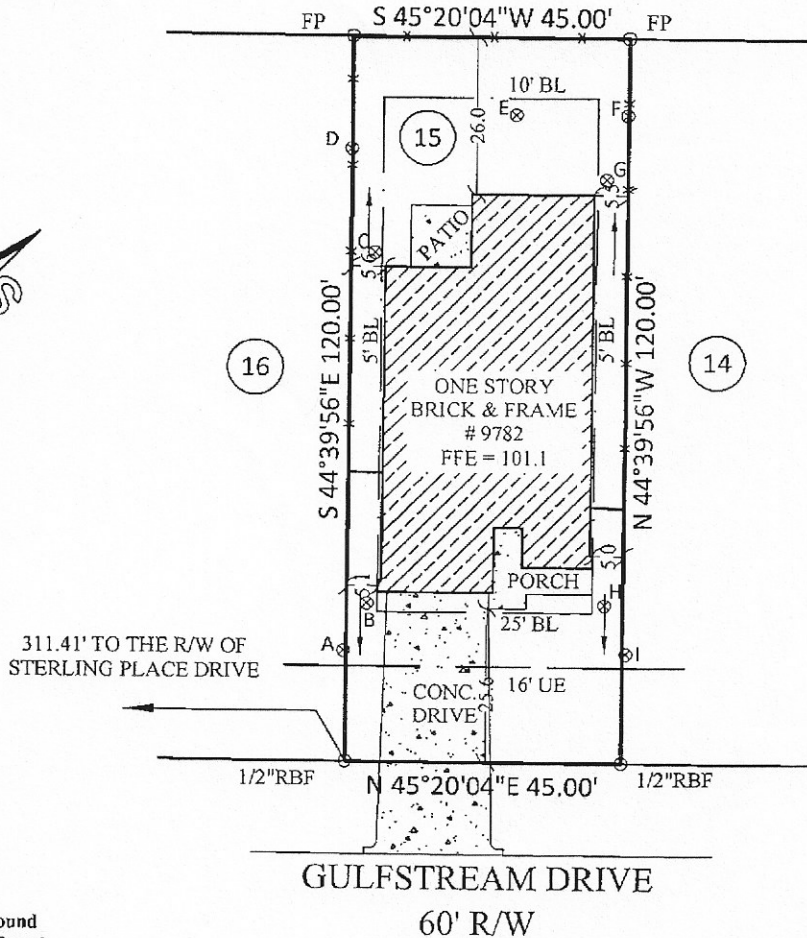 S 45°20'04"W 45.00'
FP
FP
10' BL
E
F
26.0
15
D
G
5.5
PATIO
C
5.6
S 44°39'56"E 120.00'
5' BL
5' BL
N 44°39'56"W 120.00'
16
14
ONE STORY
BRICK & FRAME
# 9782
FFE = 101.1
5.0
PORCH
B
H
25' BL
A
I
311.41' TO THE R/W OF
STERLING PLACE DRIVE
16' UE
CONC.
DRIVE
25.6
1/2"RBF
1/2"RBF
N 45°20'04"E 45.00'
GULFSTREAM DRIVE
60' R/W
ound